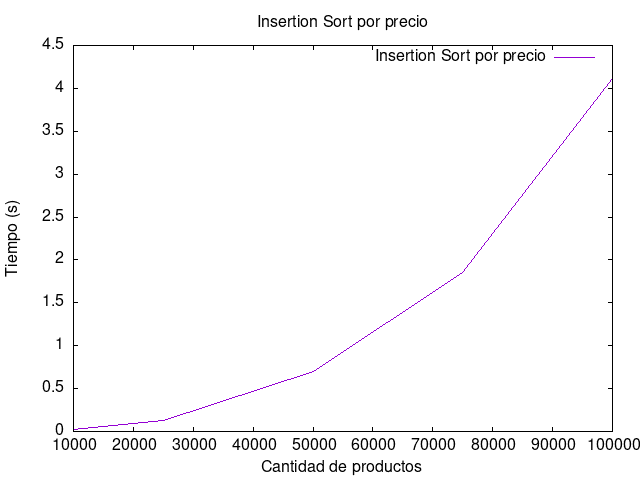 Insertion Sort por precio
Insertion Sort por precio
4.5
4
3.5
3
2.5
2
1.5
1
0.5
0
Tiempo (s)
10000 20000 30000 40000 50000 60000 70000 80000 90000 100000
Cantidad de productos